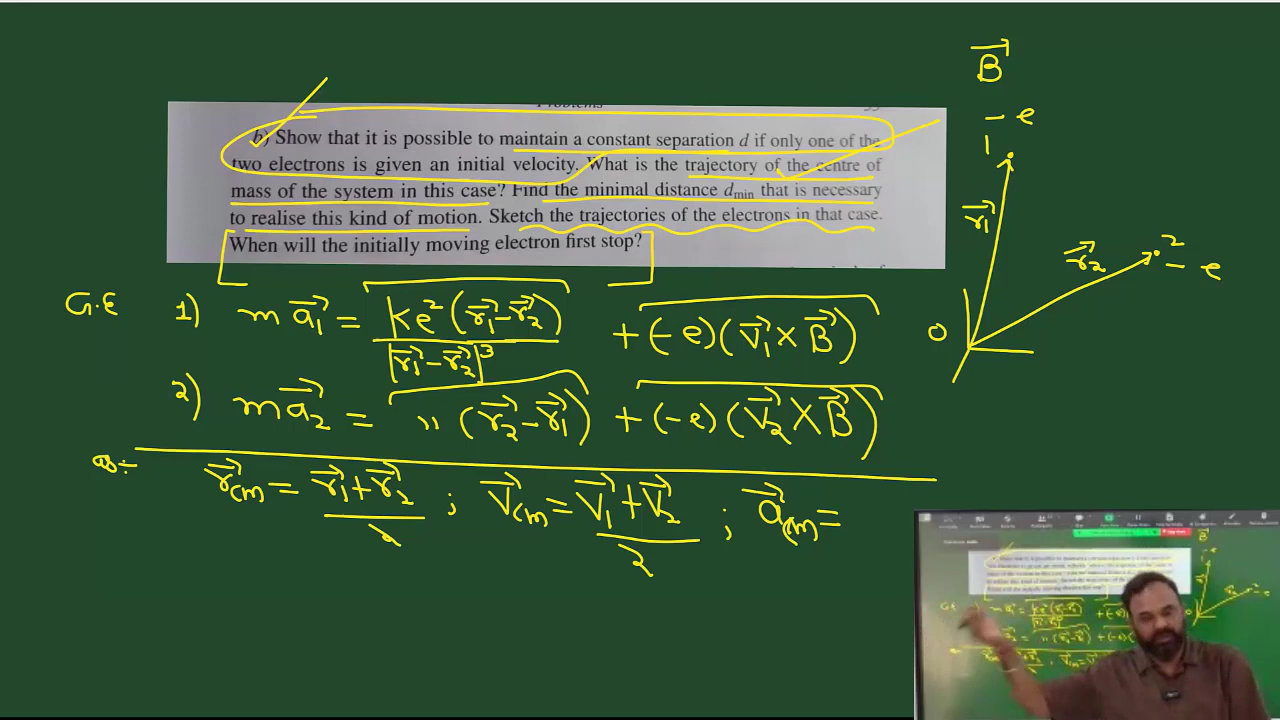 Problems
b) Show that it is possible to maintain a constant separation d if only one of the
two electrons is given an initial velocity. What is the trajectory of the centre of
mass of the system in this case? Find the minimal distance dmin that is necessary
to realise this kind of motion. Sketch the trajectories of the electrons in that case.
When will the initially moving electron first stop?
B⃗
- e
1
r⃗1
r⃗2
2
- e
O
G.E 1) m a⃗1 = ke²(r⃗1-r⃗2) / |r⃗1-r⃗2|³ + (-e)(v⃗1 × B⃗)
2) m a⃗2 = " (r⃗2-r⃗1) + (-e)(v⃗2 × B⃗)
as:- r⃗cm = r⃗1+r⃗2 / 2 ; v⃗cm = v⃗1+v⃗2 / 2 ; a⃗cm =